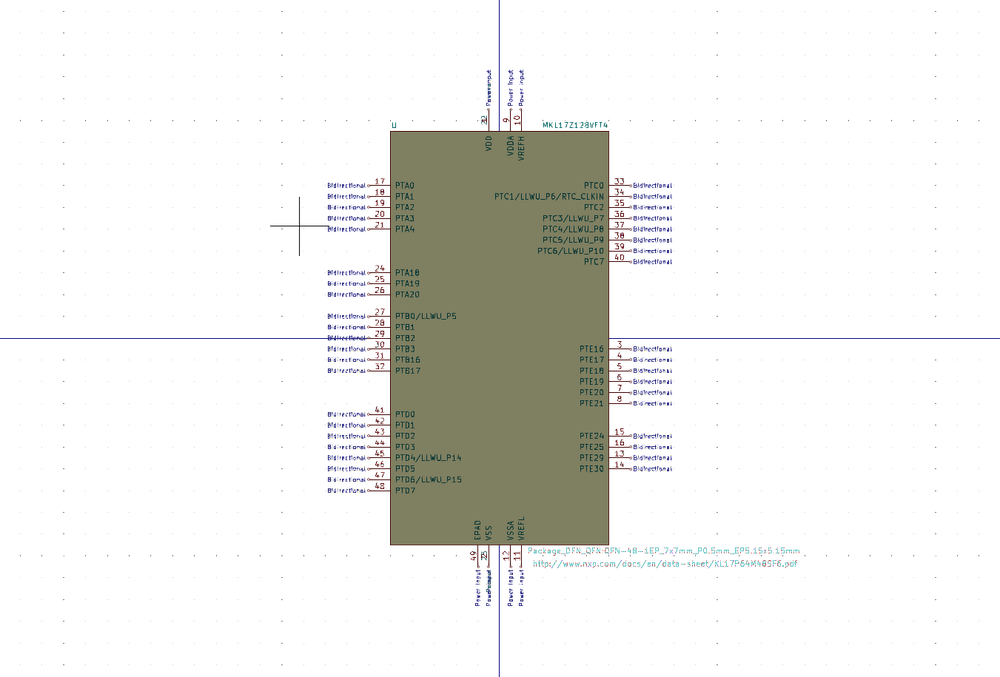 Power Input
Power Input
9
10
U
MKL17Z128VFT4
VDD
VDDA
VREFH
Bidirectional 17 PTA0
PTC0 33 Bidirectional
Bidirectional 18 PTA1
PTC1/LLWU_P6/RTC_CLKIN 34 Bidirectional
Bidirectional 19 PTA2
PTC2 35 Bidirectional
Bidirectional 20 PTA3
PTC3/LLWU_P7 36 Bidirectional
Bidirectional 21 PTA4
PTC4/LLWU_P8 37 Bidirectional
PTC5/LLWU_P9 38 Bidirectional
PTC6/LLWU_P10 39 Bidirectional
PTC7 40 Bidirectional
Bidirectional 24 PTA18
Bidirectional 25 PTA19
Bidirectional 26 PTA20
Bidirectional 27 PTB0/LLWU_P5
Bidirectional 28 PTB1
Bidirectional 29 PTB2
Bidirectional 30 PTB3
PTE16 3 Bidirectional
Bidirectional 31 PTB16
PTE17 4 Bidirectional
Bidirectional 32 PTB17
PTE18 5 Bidirectional
PTE19 6 Bidirectional
PTE20 7 Bidirectional
PTE21 8 Bidirectional
Bidirectional 41 PTD0
Bidirectional 42 PTD1
Bidirectional 43 PTD2
PTE24 15 Bidirectional
Bidirectional 44 PTD3
PTE25 16 Bidirectional
Bidirectional 45 PTD4/LLWU_P14
PTE29 13 Bidirectional
Bidirectional 46 PTD5
PTE30 14 Bidirectional
Bidirectional 47 PTD6/LLWU_P15
Bidirectional 48 PTD7
EPAD
VSS
VSSA
VREFL
49
12
11
Power Input
Power Input
Power Input
Package_DFN_QFN:QFN-48-1EP_7x7mm_P0.5mm_EP5.15x5.15mm
http://www.nxp.com/docs/en/data-sheet/KL17P64M48SF6.pdf